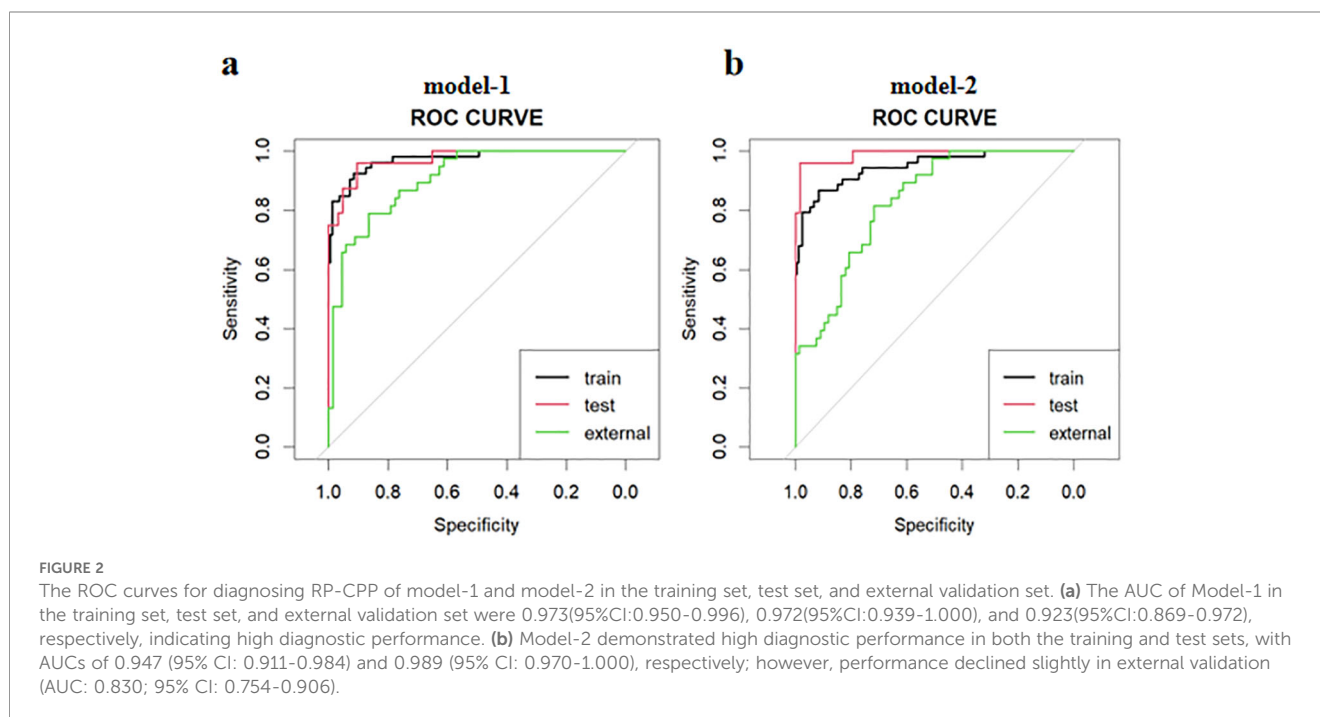 a
model-1
ROC CURVE
Sensitivity
1.0
0.8
0.6
0.4
0.2
0.0
train
test
external
1.0 0.8 0.6 0.4 0.2 0.0
Specificity
b
model-2
ROC CURVE
Sensitivity
1.0
0.8
0.6
0.4
0.2
0.0
train
test
external
1.0 0.8 0.6 0.4 0.2 0.0
Specificity
FIGURE 2
The ROC curves for diagnosing RP-CPP of model-1 and model-2 in the training set, test set, and external validation set. (a) The AUC of Model-1 in
the training set, test set, and external validation set were 0.973(95%CI:0.950-0.996), 0.972(95%CI:0.939-1.000), and 0.923(95%CI:0.869-0.972),
respectively, indicating high diagnostic performance. (b) Model-2 demonstrated high diagnostic performance in both the training and test sets, with
AUCs of 0.947 (95% CI: 0.911-0.984) and 0.989 (95% CI: 0.970-1.000), respectively; however, performance declined slightly in external validation
(AUC: 0.830; 95% CI: 0.754-0.906).